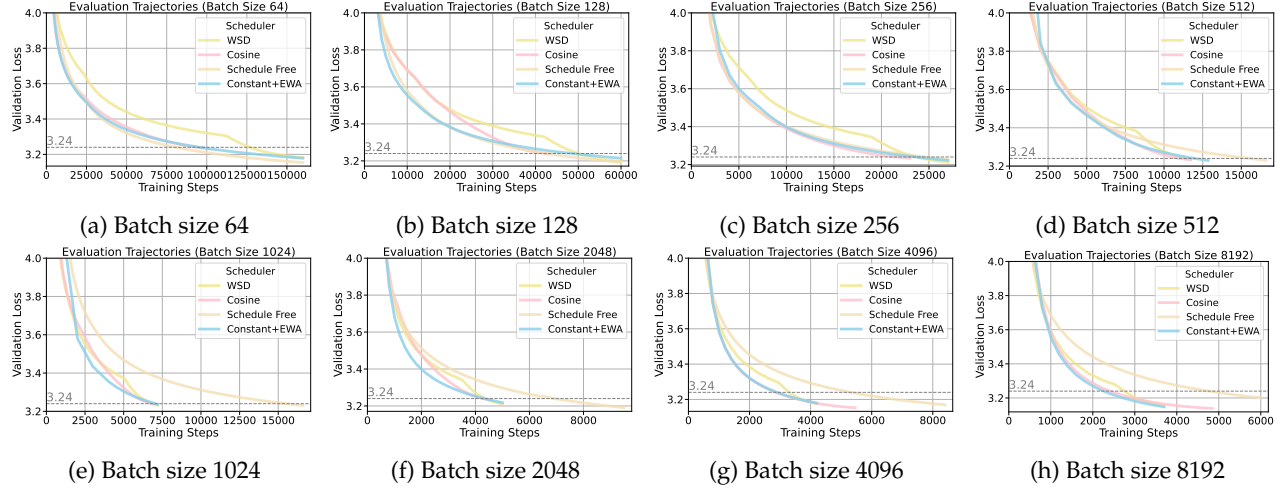 Evaluation Trajectories (Batch Size 64)
4.0
3.8
3.6
3.4
3.2
Validation Loss
Scheduler
WSD
Cosine
Schedule Free
Constant+EWA
3.24
0 25000 50000 75000 100000 125000 150000
Training Steps
(a) Batch size 64
Evaluation Trajectories (Batch Size 128)
4.0
3.8
3.6
3.4
3.2
Validation Loss
Scheduler
WSD
Cosine
Schedule Free
Constant+EWA
3.24
0 10000 20000 30000 40000 50000 60000
Training Steps
(b) Batch size 128
Evaluation Trajectories (Batch Size 256)
4.0
3.8
3.6
3.4
3.2
Validation Loss
Scheduler
WSD
Cosine
Schedule Free
Constant+EWA
3.24
0 5000 10000 15000 20000 25000
Training Steps
(c) Batch size 256
Evaluation Trajectories (Batch Size 512)
4.0
3.8
3.6
3.4
3.2
Validation Loss
Scheduler
WSD
Cosine
Schedule Free
Constant+EWA
3.24
0 2500 5000 7500 10000 12500 15000
Training Steps
(d) Batch size 512
Evaluation Trajectories (Batch Size 1024)
4.0
3.8
3.6
3.4
3.2
Validation Loss
Scheduler
WSD
Cosine
Schedule Free
Constant+EWA
3.24
0 2500 5000 7500 10000 12500 15000
Training Steps
(e) Batch size 1024
Evaluation Trajectories (Batch Size 2048)
4.0
3.8
3.6
3.4
3.2
Validation Loss
Scheduler
WSD
Cosine
Schedule Free
Constant+EWA
3.24
0 2000 4000 6000 8000
Training Steps
(f) Batch size 2048
Evaluation Trajectories (Batch Size 4096)
4.0
3.8
3.6
3.4
3.2
Validation Loss
Scheduler
WSD
Cosine
Schedule Free
Constant+EWA
3.24
0 2000 4000 6000 8000
Training Steps
(g) Batch size 4096
Evaluation Trajectories (Batch Size 8192)
4.0
3.8
3.6
3.4
3.2
Validation Loss
Scheduler
WSD
Cosine
Schedule Free
Constant+EWA
3.24
0 1000 2000 3000 4000 5000 6000
Training Steps
(h) Batch size 8192